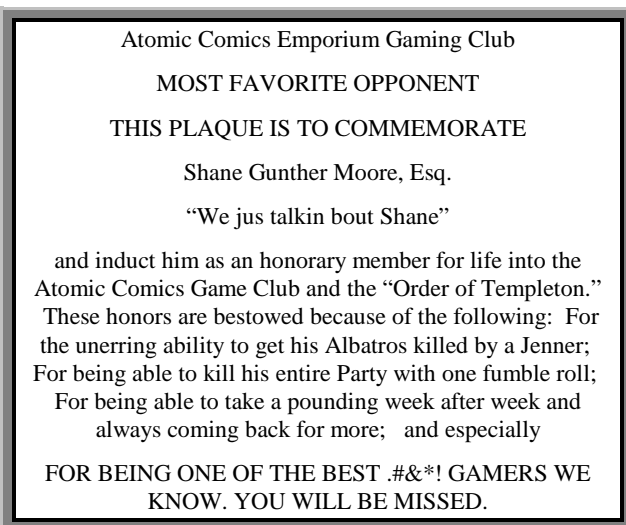 Atomic Comics Emporium Gaming Club
MOST FAVORITE OPPONENT
THIS PLAQUE IS TO COMMEMORATE
Shane Gunther Moore, Esq.
“We jus talkin bout Shane”
and induct him as an honorary member for life into the
Atomic Comics Game Club and the “Order of Templeton.”
These honors are bestowed because of the following: For
the unerring ability to get his Albatros killed by a Jenner;
For being able to kill his entire Party with one fumble roll;
For being able to take a pounding week after week and
always coming back for more; and especially
FOR BEING ONE OF THE BEST .#&*! GAMERS WE
KNOW. YOU WILL BE MISSED.